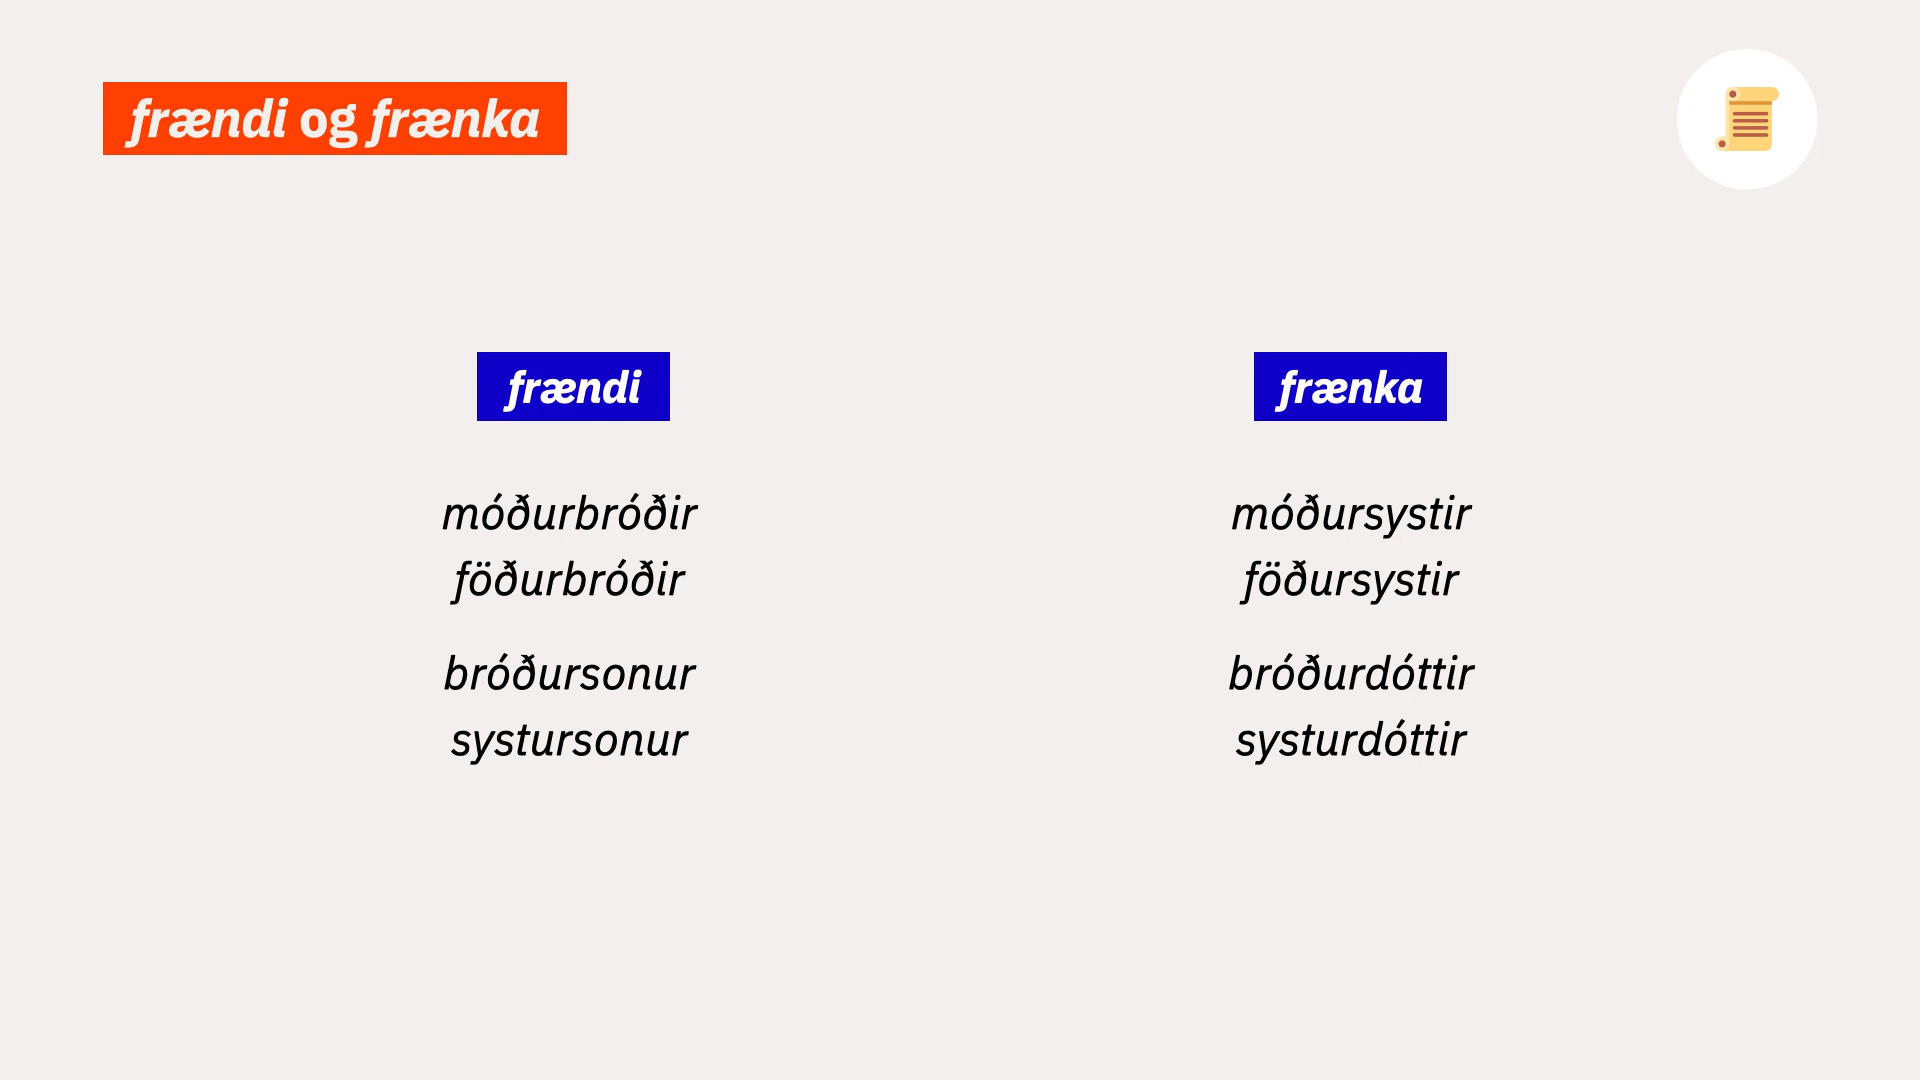 frændi og frænka
frændi
móðurbróðir
föðurbróðir
bróðursonur
systursonur
frænka
móðursystir
föðursystir
bróðurdóttir
systurdóttir